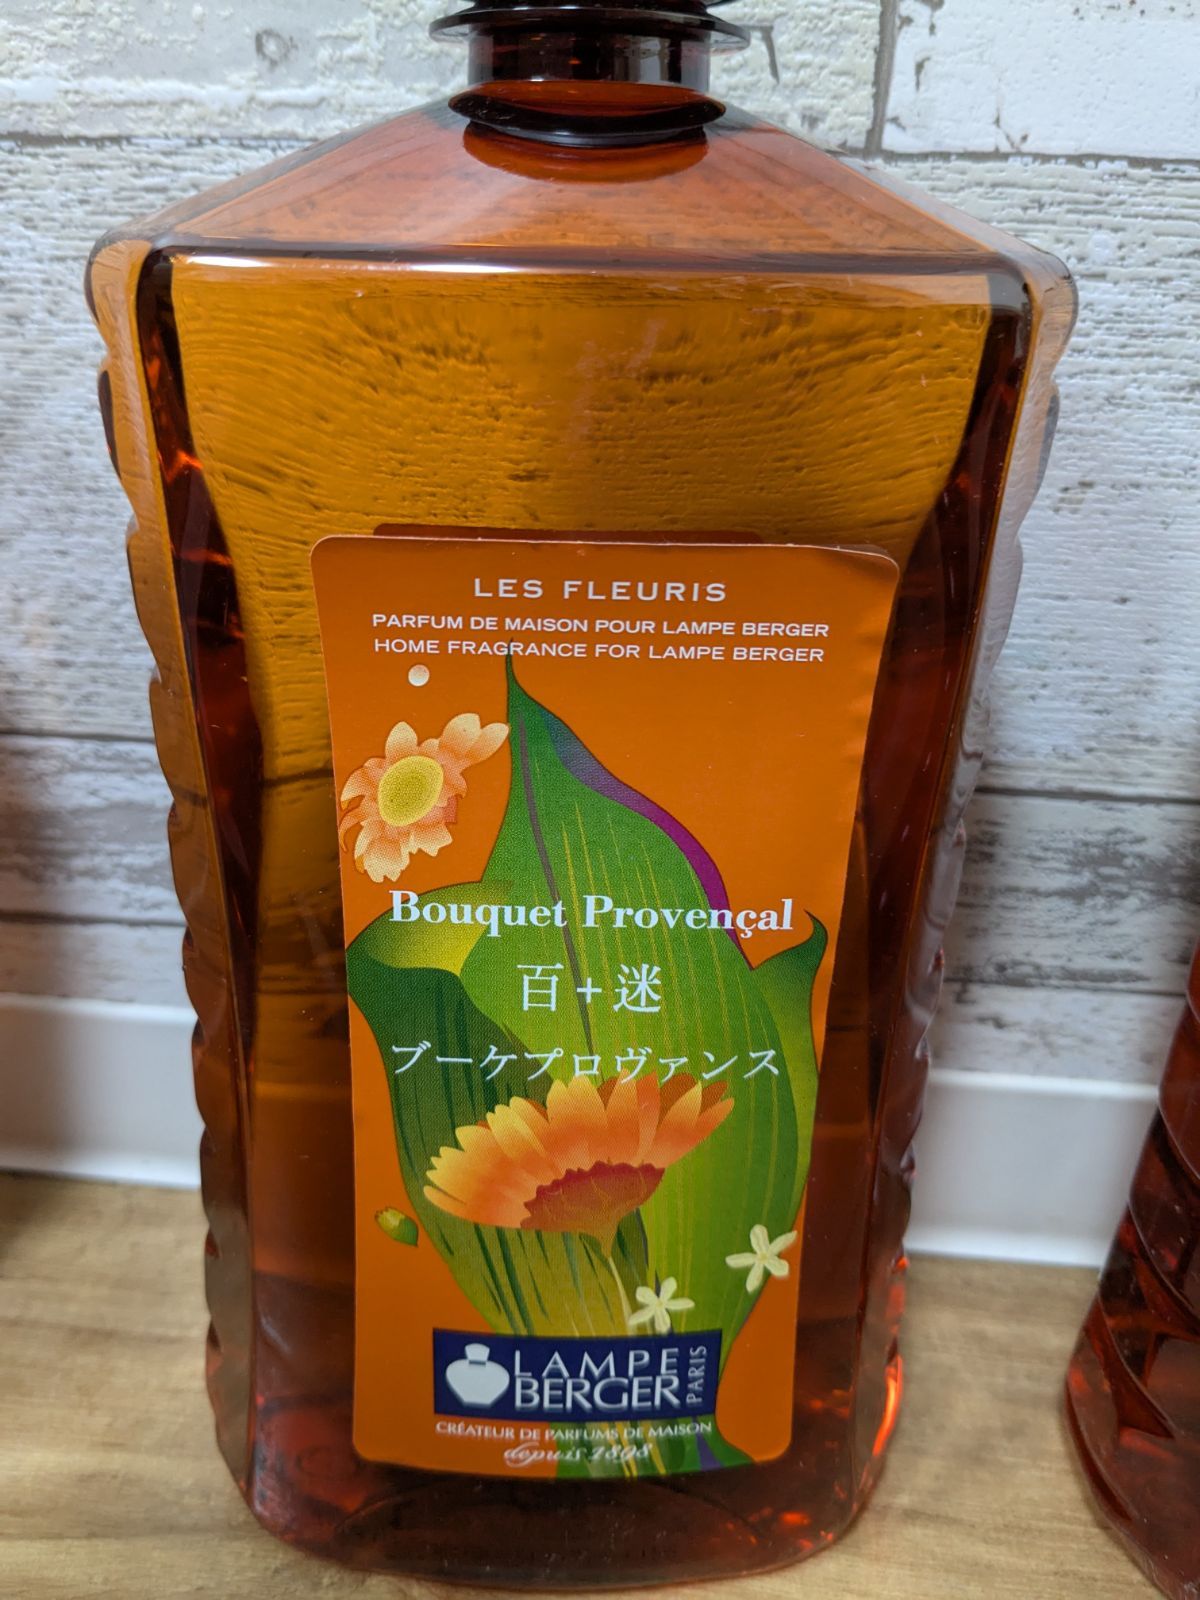 LES FLEURIS
PARFUM DE MAISON POUR LAMPE BERGER
HOME FRAGRANCE FOR LAMPE BERGER
Bouquet Provençal
百+迷
ブーケプロヴァンス
LAMPE
BERGER
PARIS
CRÉATEUR DE PARFUMS DE MAISON
depuis 1898